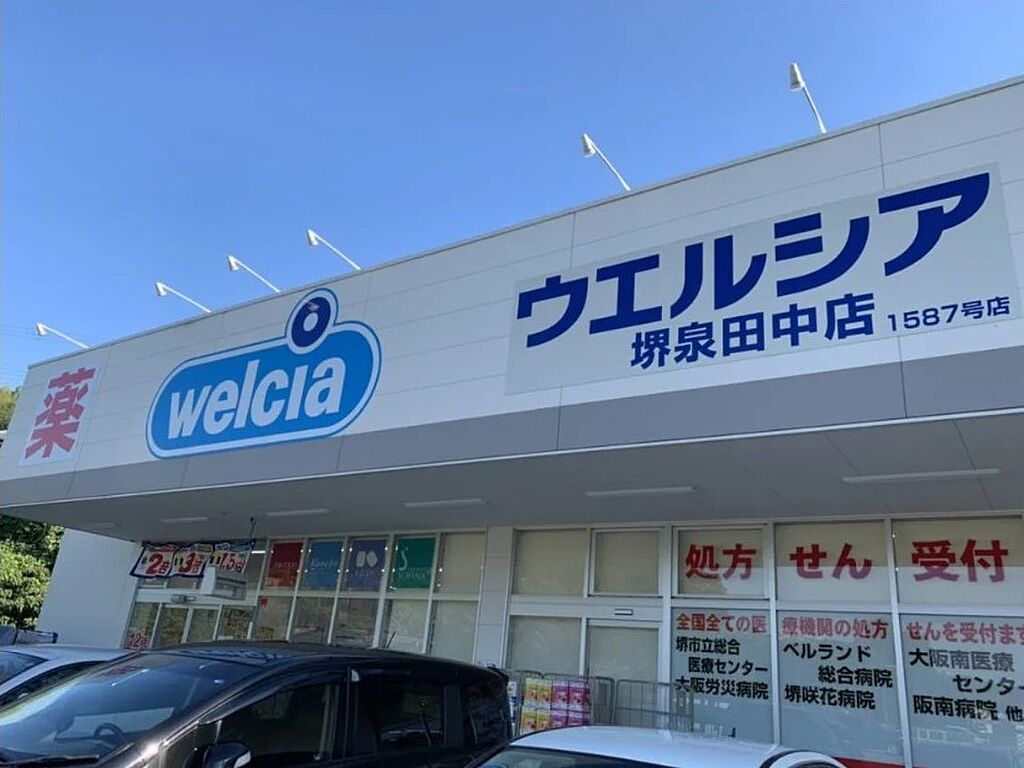 薬
welcia
ウエルシア
堺泉田中店 1587号店
処方せん受付
全国全ての医療機関の処方せんを受付ます
堺市立総合
医療センター
大阪労災病院
ベルランド
総合病院
堺咲花病院
大阪南医療
センター
阪南病院 他
2倍 3倍 1.5倍
SOFINA